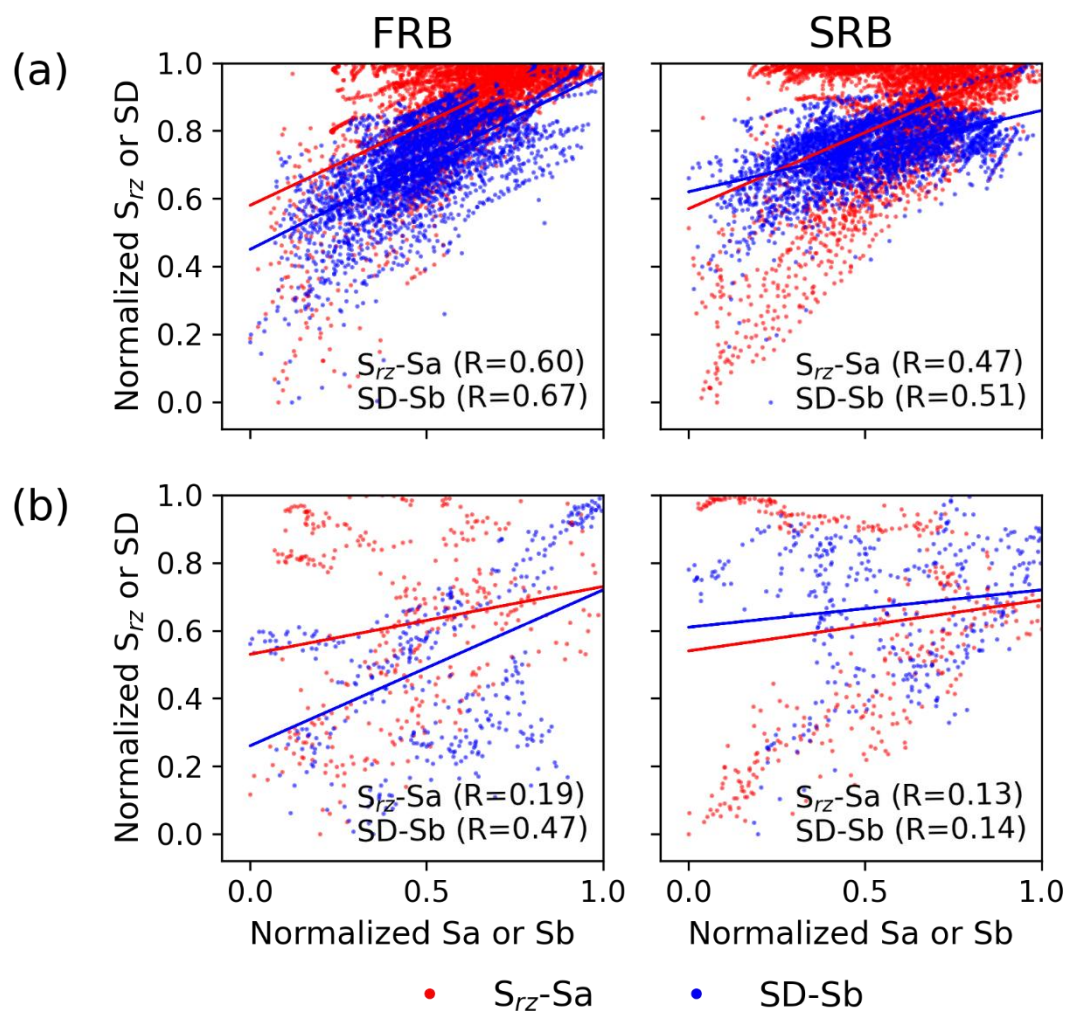 FRB SRB
(a)
Normalized S_rz or SD
1.0
0.8
0.6
0.4
0.2
0.0
S_rz-Sa (R=0.60)
SD-Sb (R=0.67)
S_rz-Sa (R=0.47)
SD-Sb (R=0.51)
(b)
Normalized S_rz or SD
1.0
0.8
0.6
0.4
0.2
0.0
S_rz-Sa (R=0.19)
SD-Sb (R=0.47)
S_rz-Sa (R=0.13)
SD-Sb (R=0.14)
0.0 0.5 1.0 0.0 0.5 1.0
Normalized Sa or Sb Normalized Sa or Sb
S_rz-Sa SD-Sb